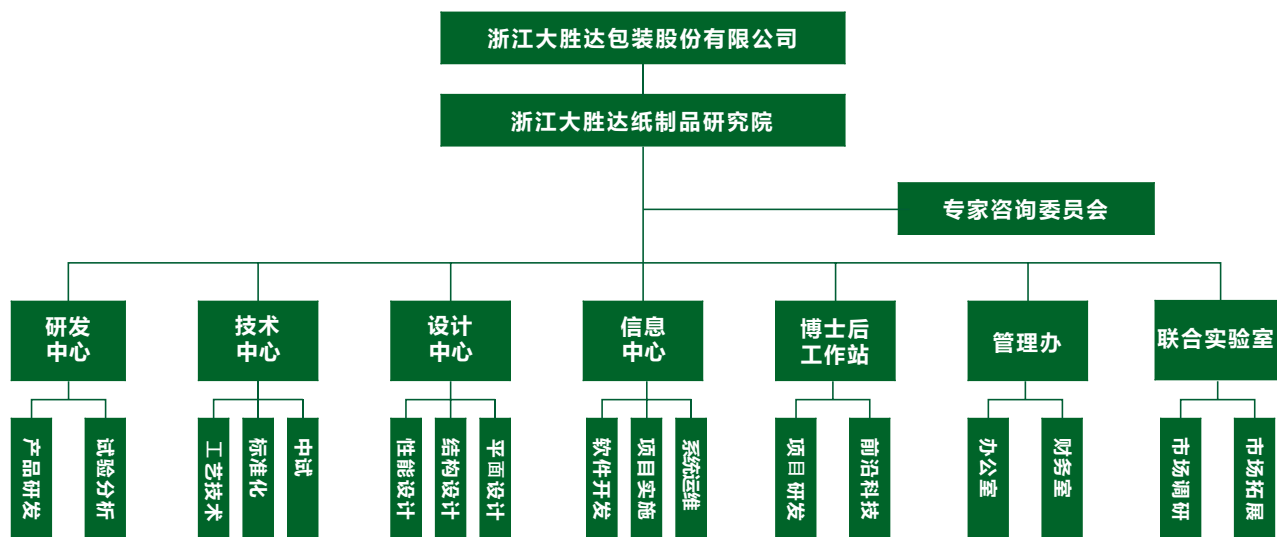 浙江大胜达包装股份有限公司
浙江大胜达纸制品研究院
专家咨询委员会
研发
中心
技术
中心
设计
中心
信息
中心
博士后
工作站
管理办
联合实验室
产品研发
试验分析
工艺技术
标准化
中试
性能设计
结构设计
平面设计
软件开发
项目实施
系统运维
项目研发
前沿科技
办公室
财务室
市场调研
市场拓展